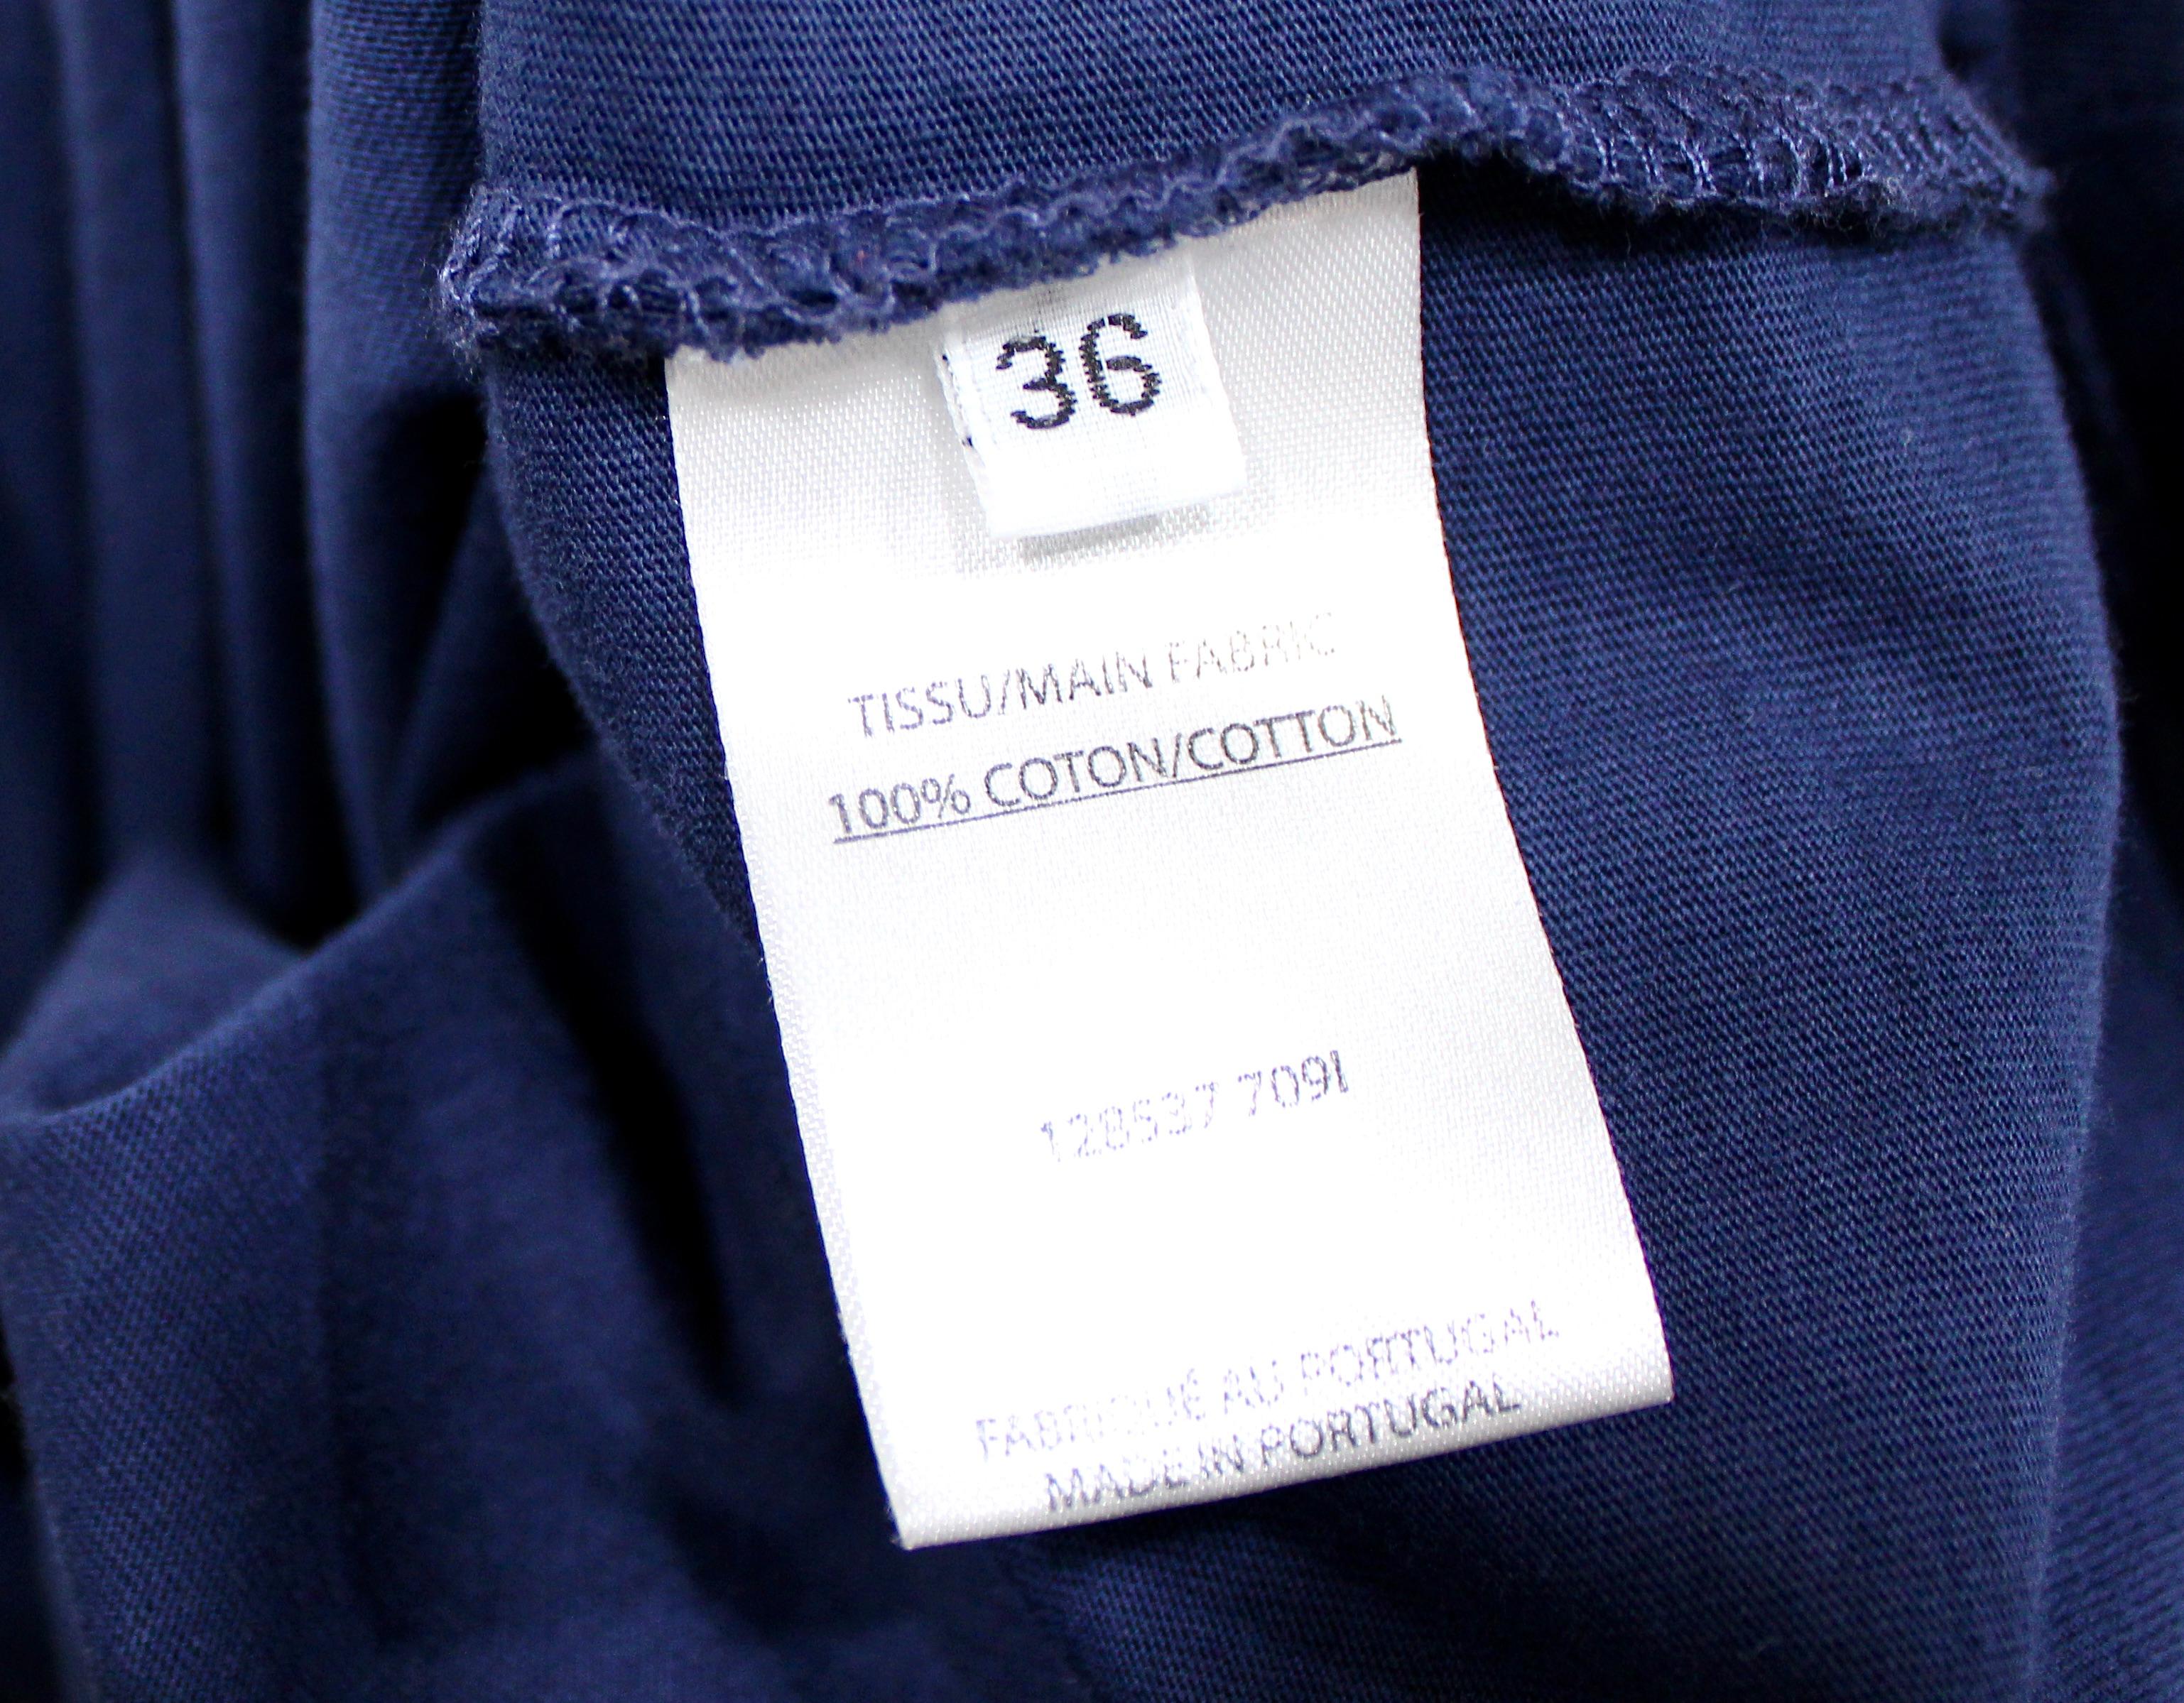 36
TISSU/MAIN FABRIC
100% COTON/COTTON
128537 709I
FABRIQUÉ AU PORTUGAL
MADE IN PORTUGAL